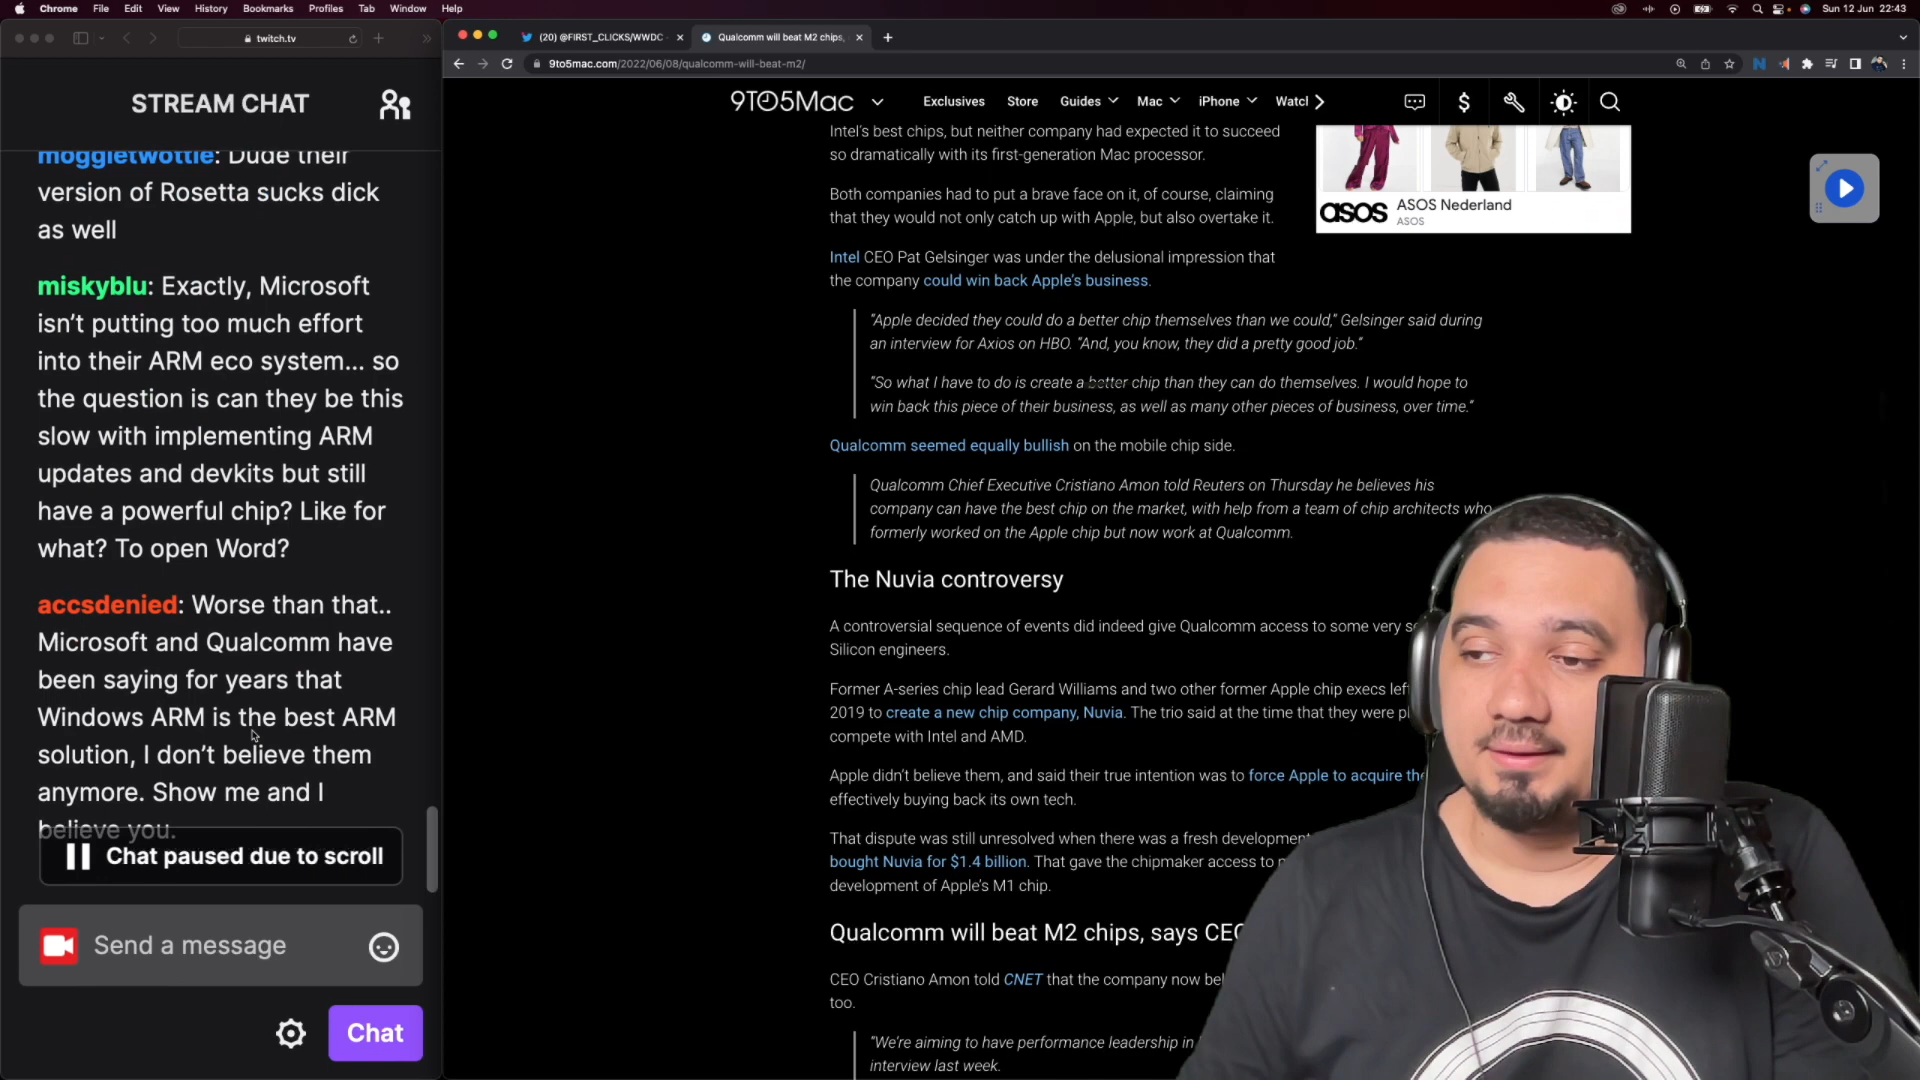 Chrome File Edit View History Bookmarks Profiles Tab Window Help Sun 12 Jun 22:43
twitch.tv
(20) @FIRST_CLICKS/WWDC
Qualcomm will beat M2 chips,
9to5mac.com/2022/06/08/qualcomm-will-beat-m2/
STREAM CHAT
moggietwottie: Dude their
version of Rosetta sucks dick
as well
miskyblu: Exactly, Microsoft
isn't putting too much effort
into their ARM eco system... so
the question is can they be this
slow with implementing ARM
updates and devkits but still
have a powerful chip? Like for
what? To open Word?
accsdenied: Worse than that..
Microsoft and Qualcomm have
been saying for years that
Windows ARM is the best ARM
solution, I don't believe them
anymore. Show me and I
believe you.
Chat paused due to scroll
Send a message
Chat
9TO5Mac Exclusives Store Guides Mac iPhone Watcl
Intel's best chips, but neither company had expected it to succeed
so dramatically with its first-generation Mac processor.
Both companies had to put a brave face on it, of course, claiming
that they would not only catch up with Apple, but also overtake it.
asos
ASOS Nederland
ASOS
Intel CEO Pat Gelsinger was under the delusional impression that
the company could win back Apple's business.
"Apple decided they could do a better chip themselves than we could," Gelsinger said during
an interview for Axios on HBO. "And, you know, they did a pretty good job."
"So what I have to do is create a better chip than they can do themselves. I would hope to
win back this piece of their business, as well as many other pieces of business, over time."
Qualcomm seemed equally bullish on the mobile chip side.
Qualcomm Chief Executive Cristiano Amon told Reuters on Thursday he believes his
company can have the best chip on the market, with help from a team of chip architects who
formerly worked on the Apple chip but now work at Qualcomm.
The Nuvia controversy
A controversial sequence of events did indeed give Qualcomm access to some very
Silicon engineers.
Former A-series chip lead Gerard Williams and two other former Apple chip execs left
2019 to create a new chip company, Nuvia. The trio said at the time that they were
compete with Intel and AMD.
Apple didn't believe them, and said their true intention was to force Apple to acquire
effectively buying back its own tech.
That dispute was still unresolved when there was a fresh development
bought Nuvia for $1.4 billion. That gave the chipmaker access to
development of Apple's M1 chip.
Qualcomm will beat M2 chips, says CEO
CEO Cristiano Amon told CNET that the company now
too.
"We're aiming to have performance leadership in
interview last week.